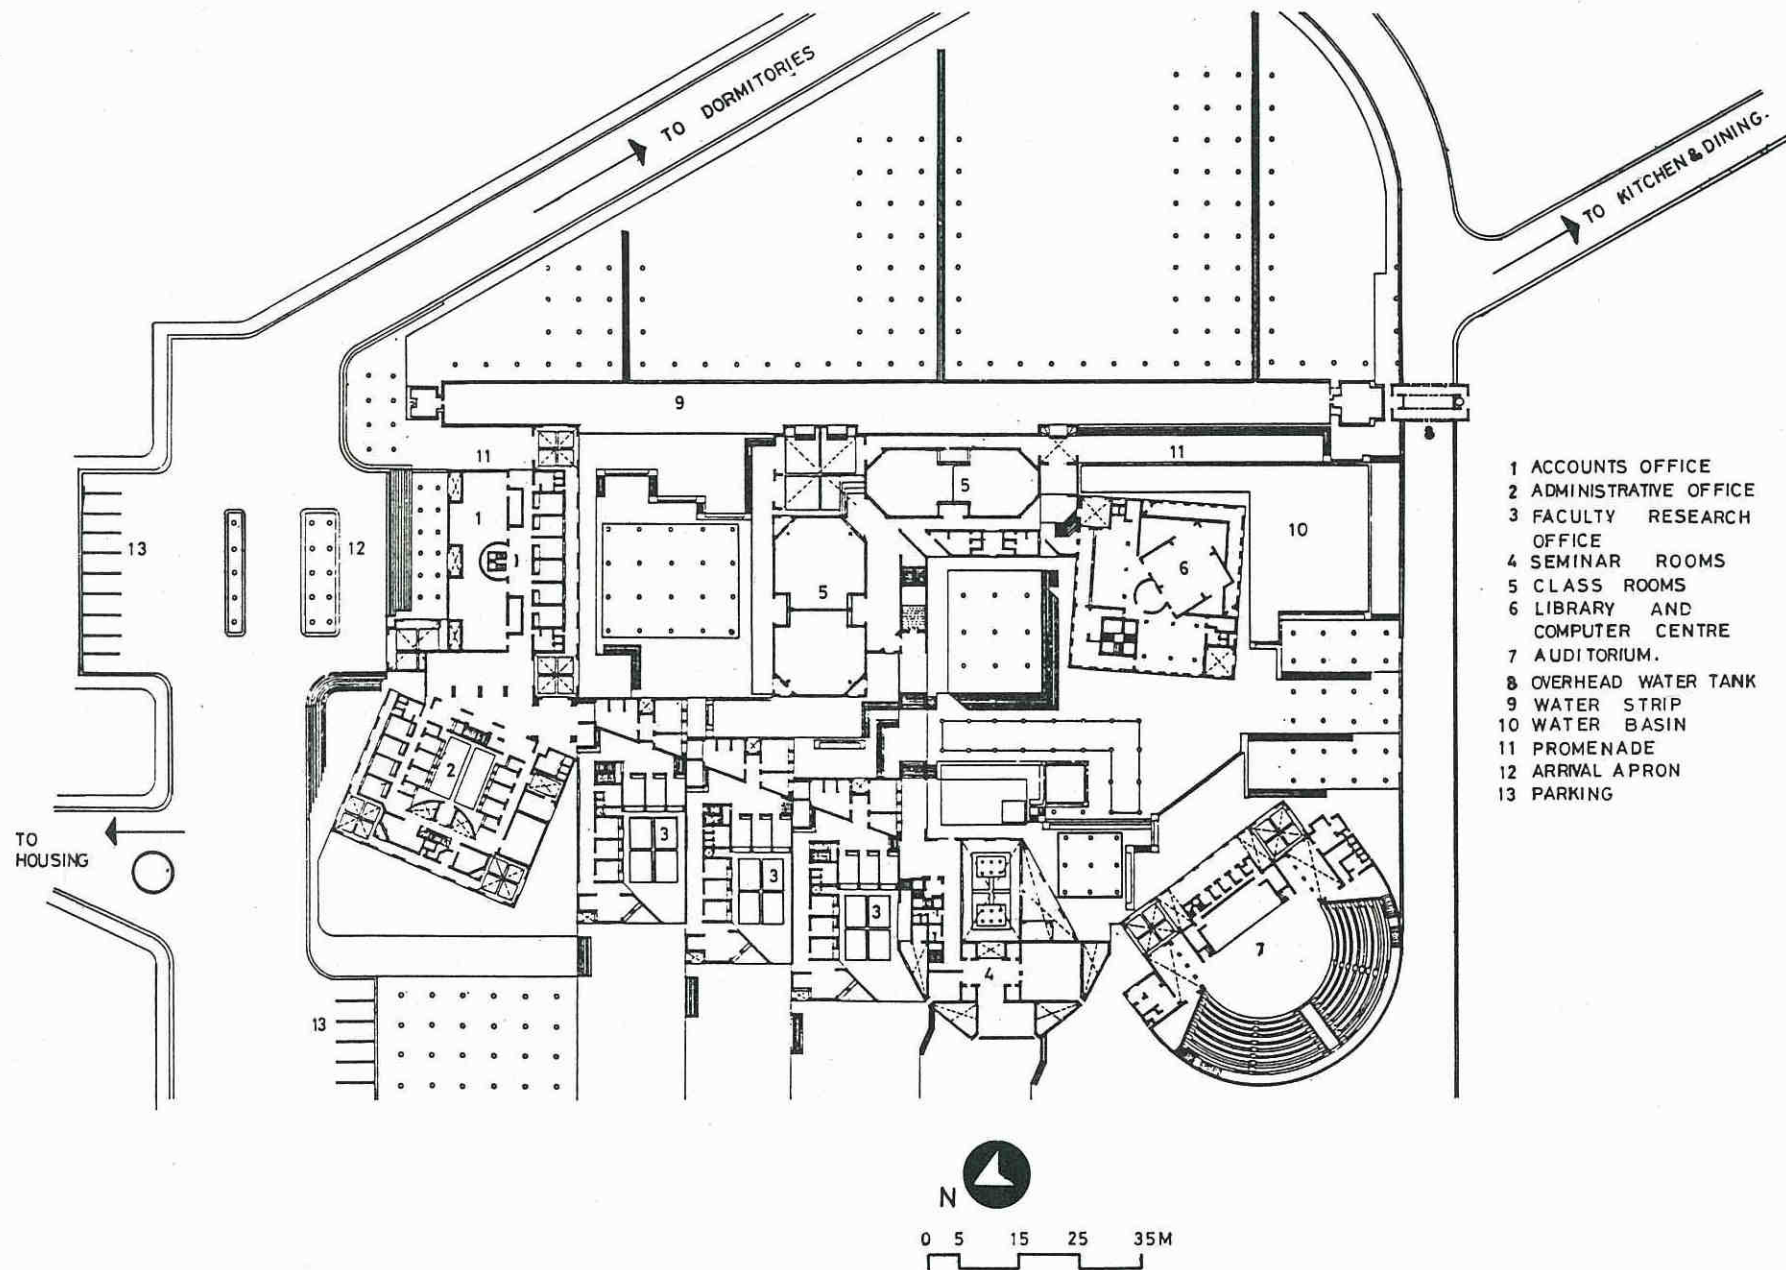 TO DORMITORIES
TO KITCHEN & DINING.
9
8
11
11
5
1
10
13
12
6
5
2
TO
HOUSING
3
3
3
7
4
13
1 ACCOUNTS OFFICE
2 ADMINISTRATIVE OFFICE
3 FACULTY RESEARCH
OFFICE
4 SEMINAR ROOMS
5 CLASS ROOMS
6 LIBRARY AND
COMPUTER CENTRE
7 AUDITORIUM.
8 OVERHEAD WATER TANK
9 WATER STRIP
10 WATER BASIN
11 PROMENADE
12 ARRIVAL APRON
13 PARKING
N
0 5 15 25 35M